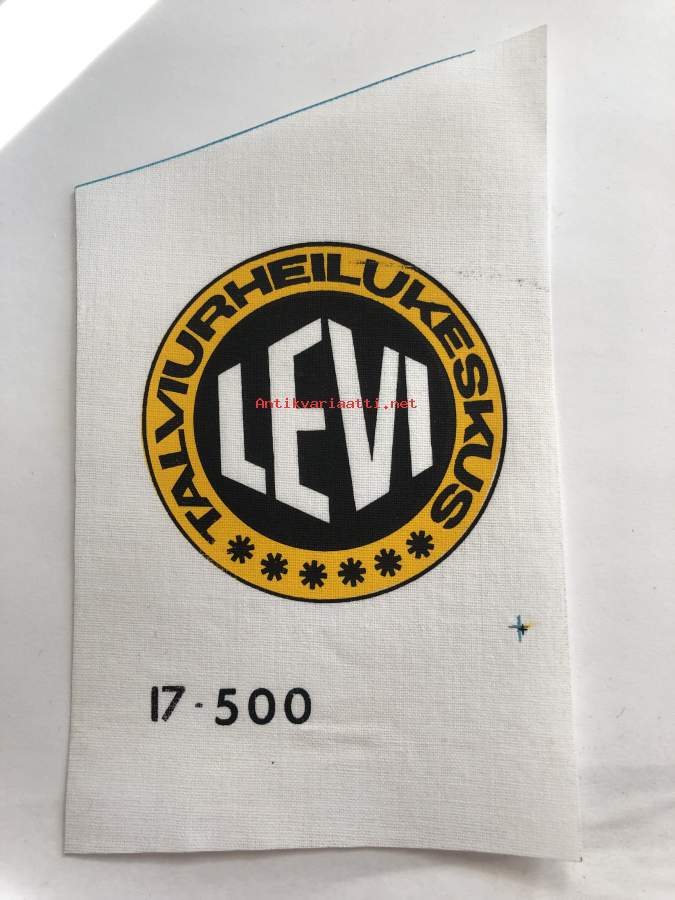 TALVIURHEILUKESKUS
LEVI
Antikvariaatti.net
17-500